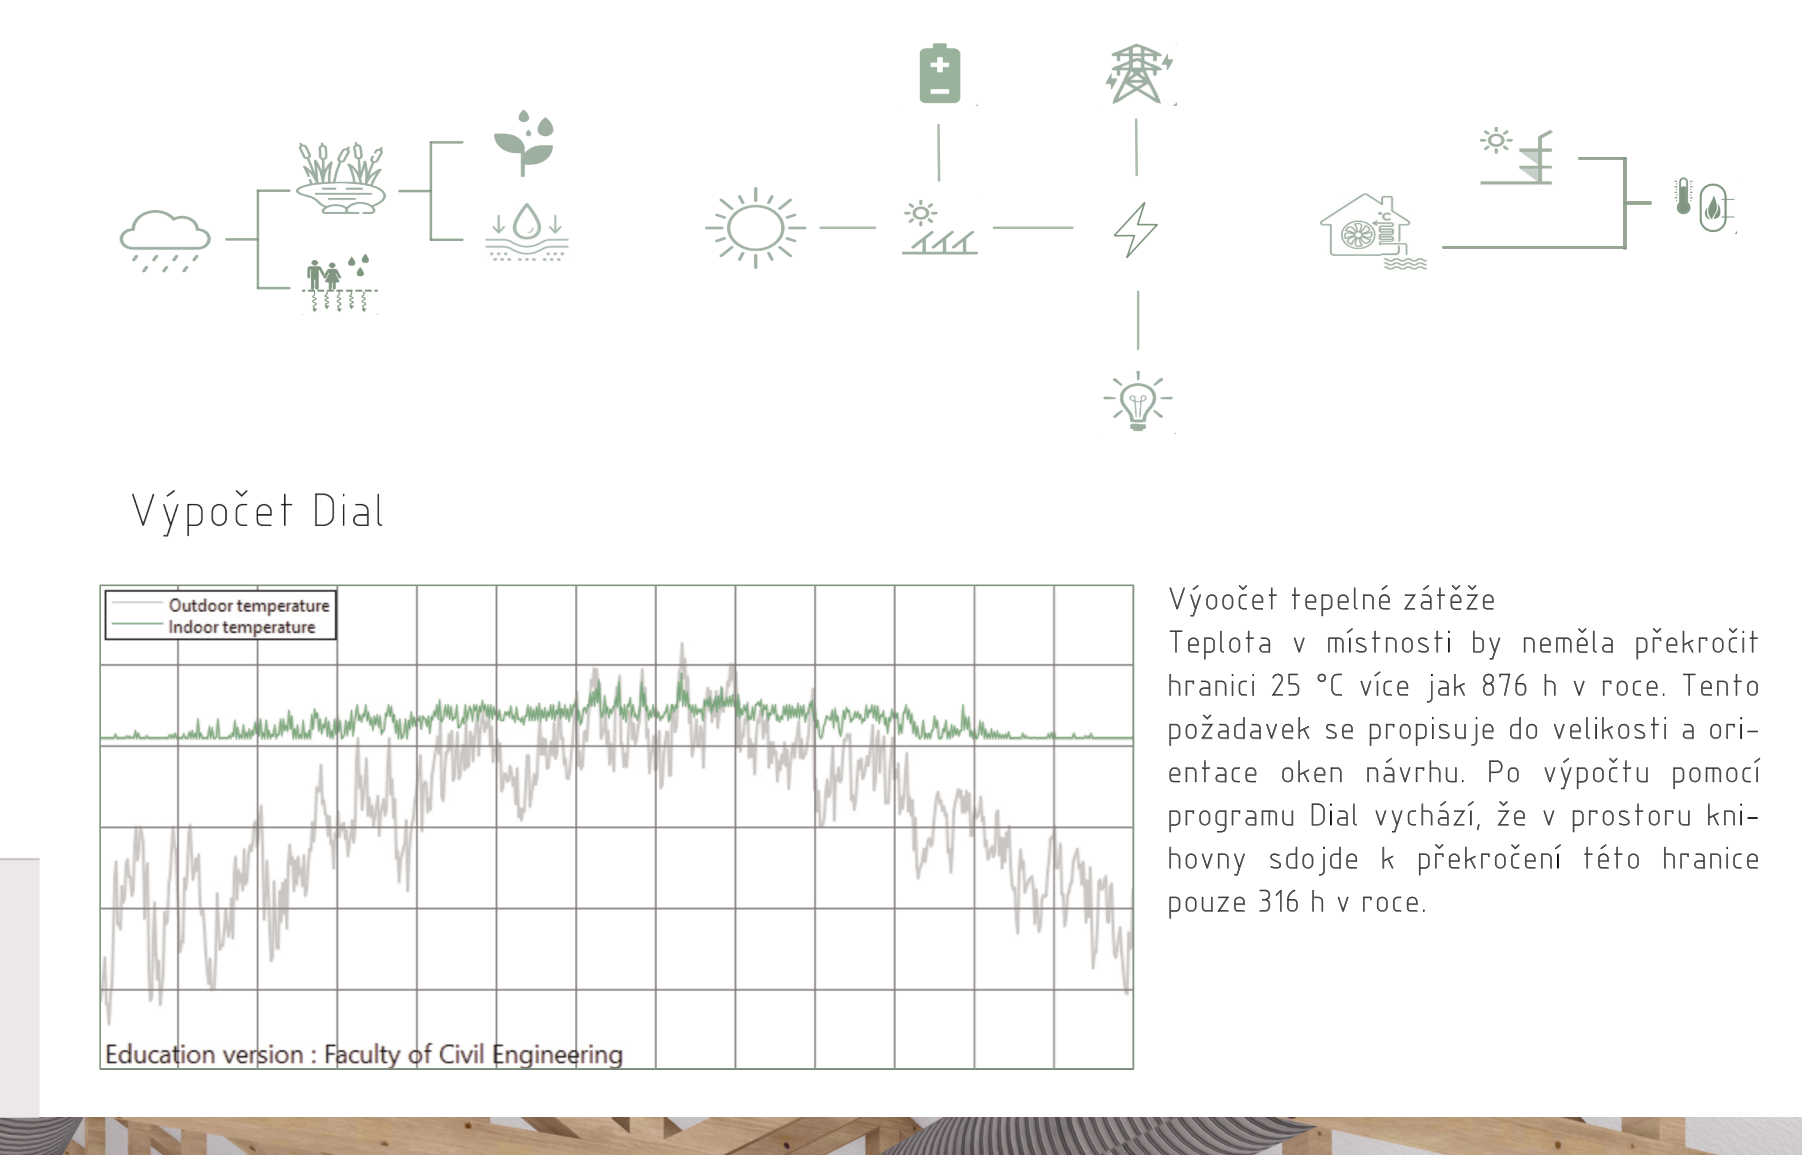 °C
Výpočet Dial
Outdoor temperature
Indoor temperature
Education version : Faculty of Civil Engineering
Výoočet tepelné zátěže
Teplota v místnosti by neměla překročit
hranici 25 °C více jak 876 h v roce. Tento
požadavek se propisuje do velikosti a ori-
entace oken návrhu. Po výpočtu pomocí
programu Dial vychází, že v prostoru kni-
hovny sdojde k překročení této hranice
pouze 316 h v roce.